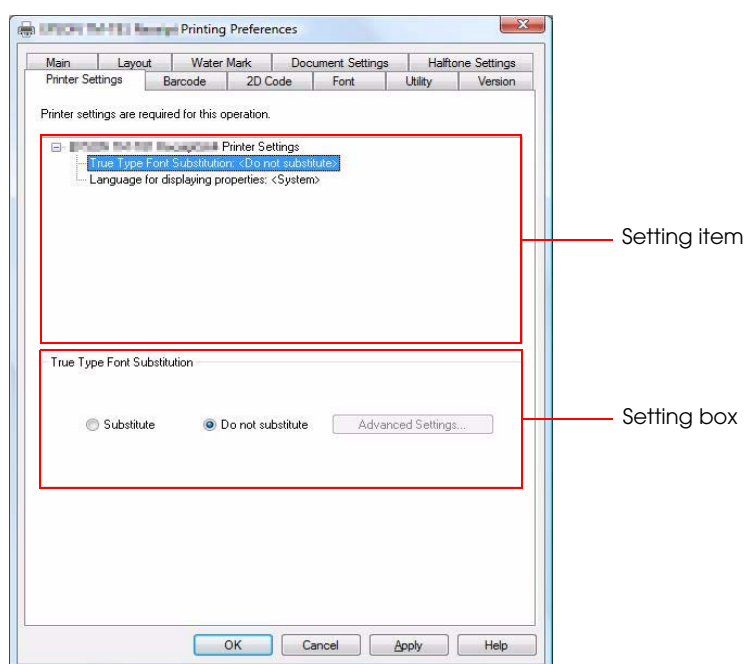 Printing Preferences
Main Layout Water Mark Document Settings Halftone Settings
Printer Settings Barcode 2D Code Font Utility Version
Printer settings are required for this operation.
Printer Settings
True Type Font Substitution: <Do not substitute>
Language for displaying properties: <System>
Setting item
True Type Font Substitution
Substitute Do not substitute Advanced Settings...
Setting box
OK Cancel Apply Help